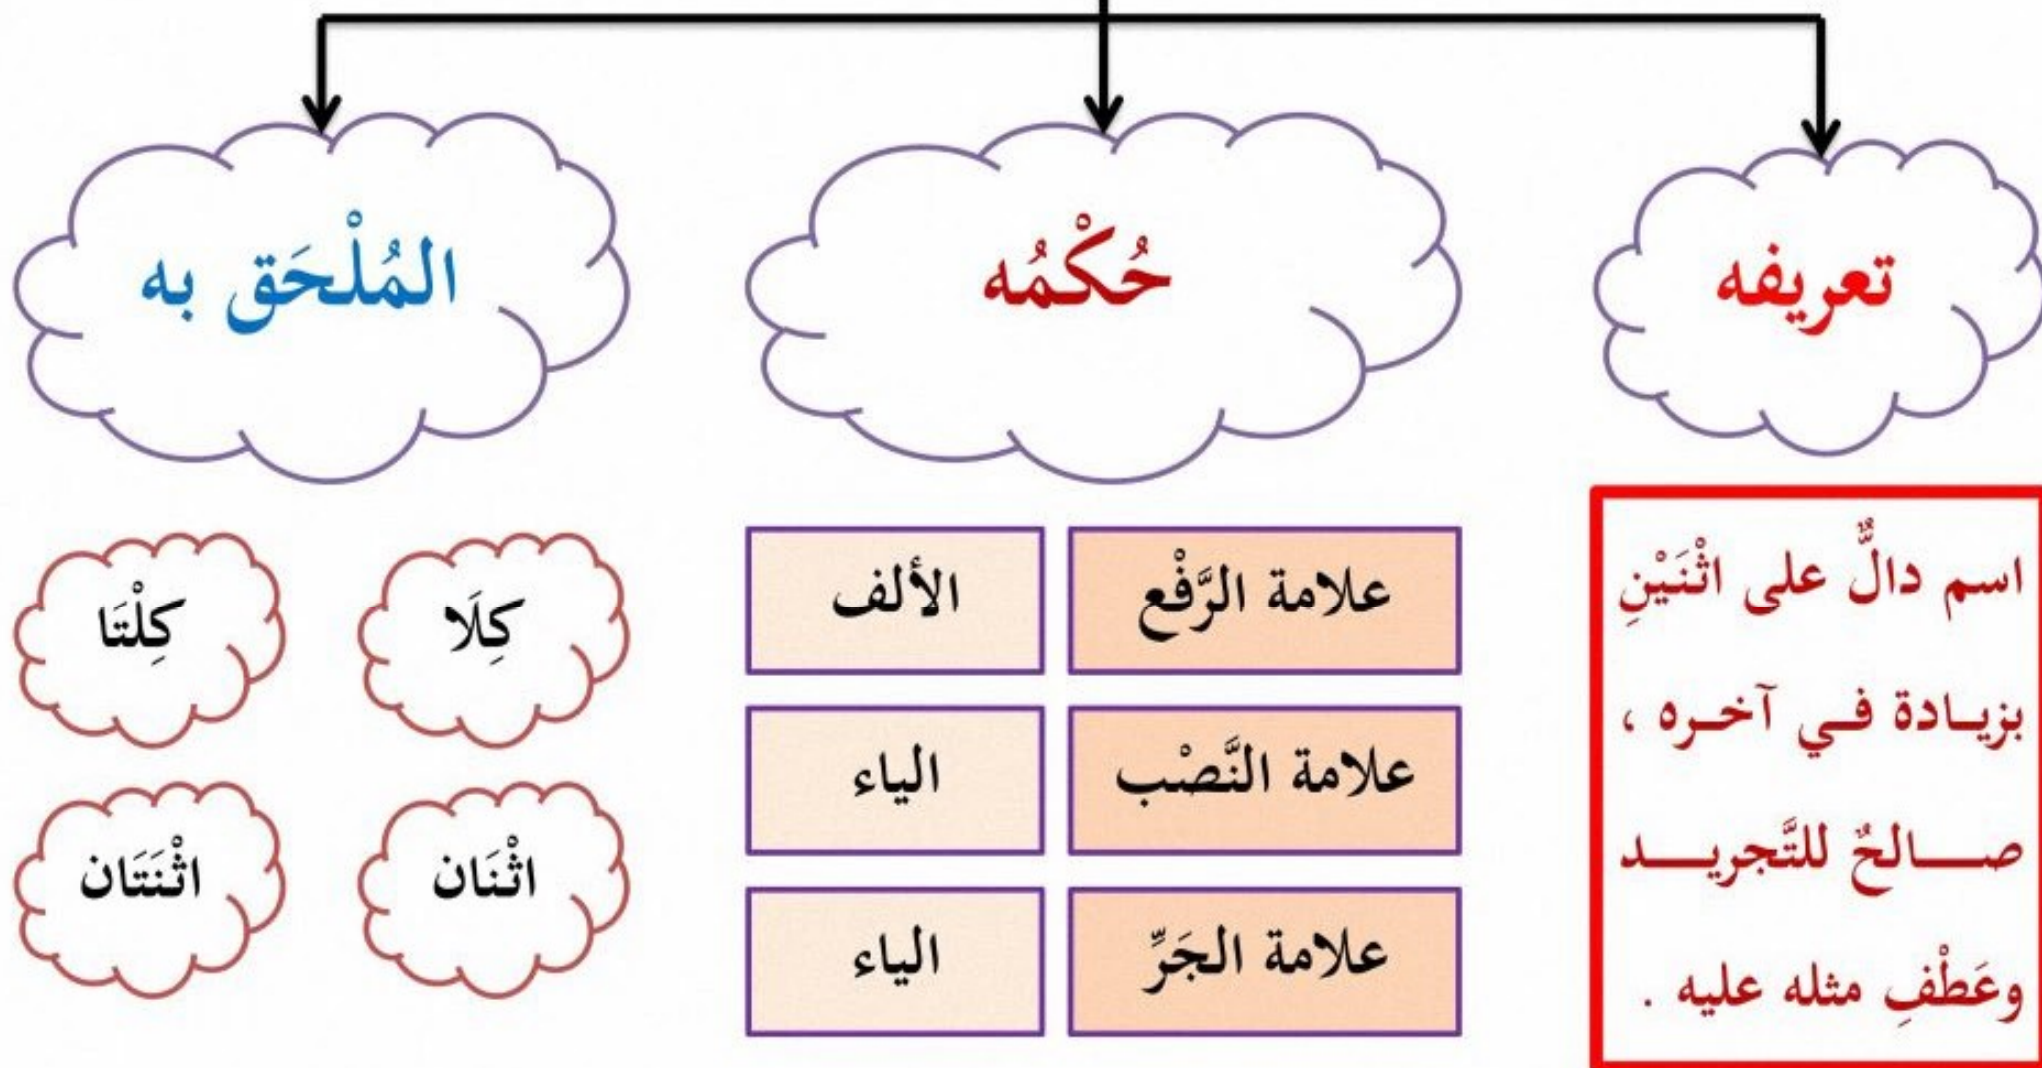 تعريفه
حُكْمُه
المُلْحَق به
اسم دالٌّ على اثْنَيْنِ
بزيادة في آخره ،
صالحٌ للتَّجريد
وعَطْفِ مثله عليه .
علامة الرَّفْع
الألف
علامة النَّصْب
الياء
علامة الجَرِّ
الياء
كِلَا
كِلْتَا
اثْنَان
اثْنَتَان